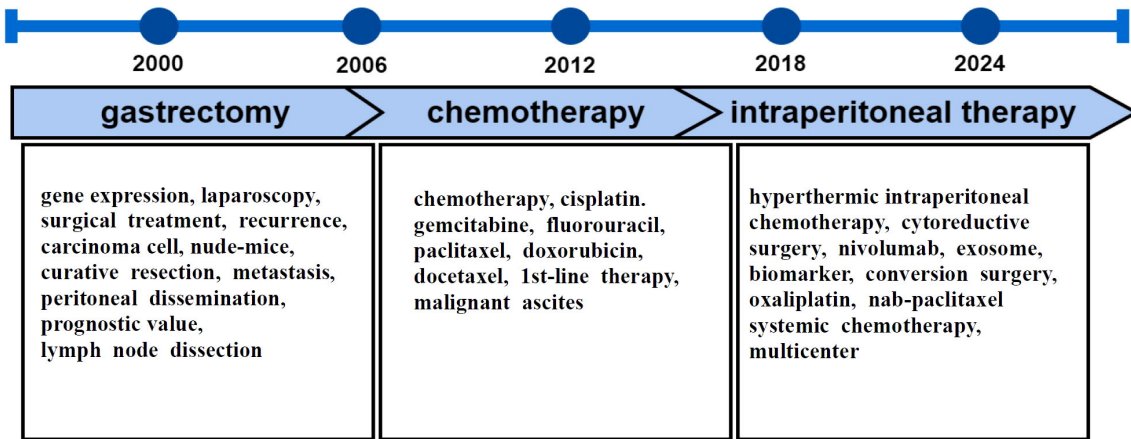 2000 2006 2012 2018 2024
gastrectomy chemotherapy intraperitoneal therapy
gene expression, laparoscopy,
surgical treatment, recurrence,
carcinoma cell, nude-mice,
curative resection, metastasis,
peritoneal dissemination,
prognostic value,
lymph node dissection
chemotherapy, cisplatin.
gemcitabine, fluorouracil,
paclitaxel, doxorubicin,
docetaxel, 1st-line therapy,
malignant ascites
hyperthermic intraperitoneal
chemotherapy, cytoreductive
surgery, nivolumab, exosome,
biomarker, conversion surgery,
oxaliplatin, nab-paclitaxel
systemic chemotherapy,
multicenter